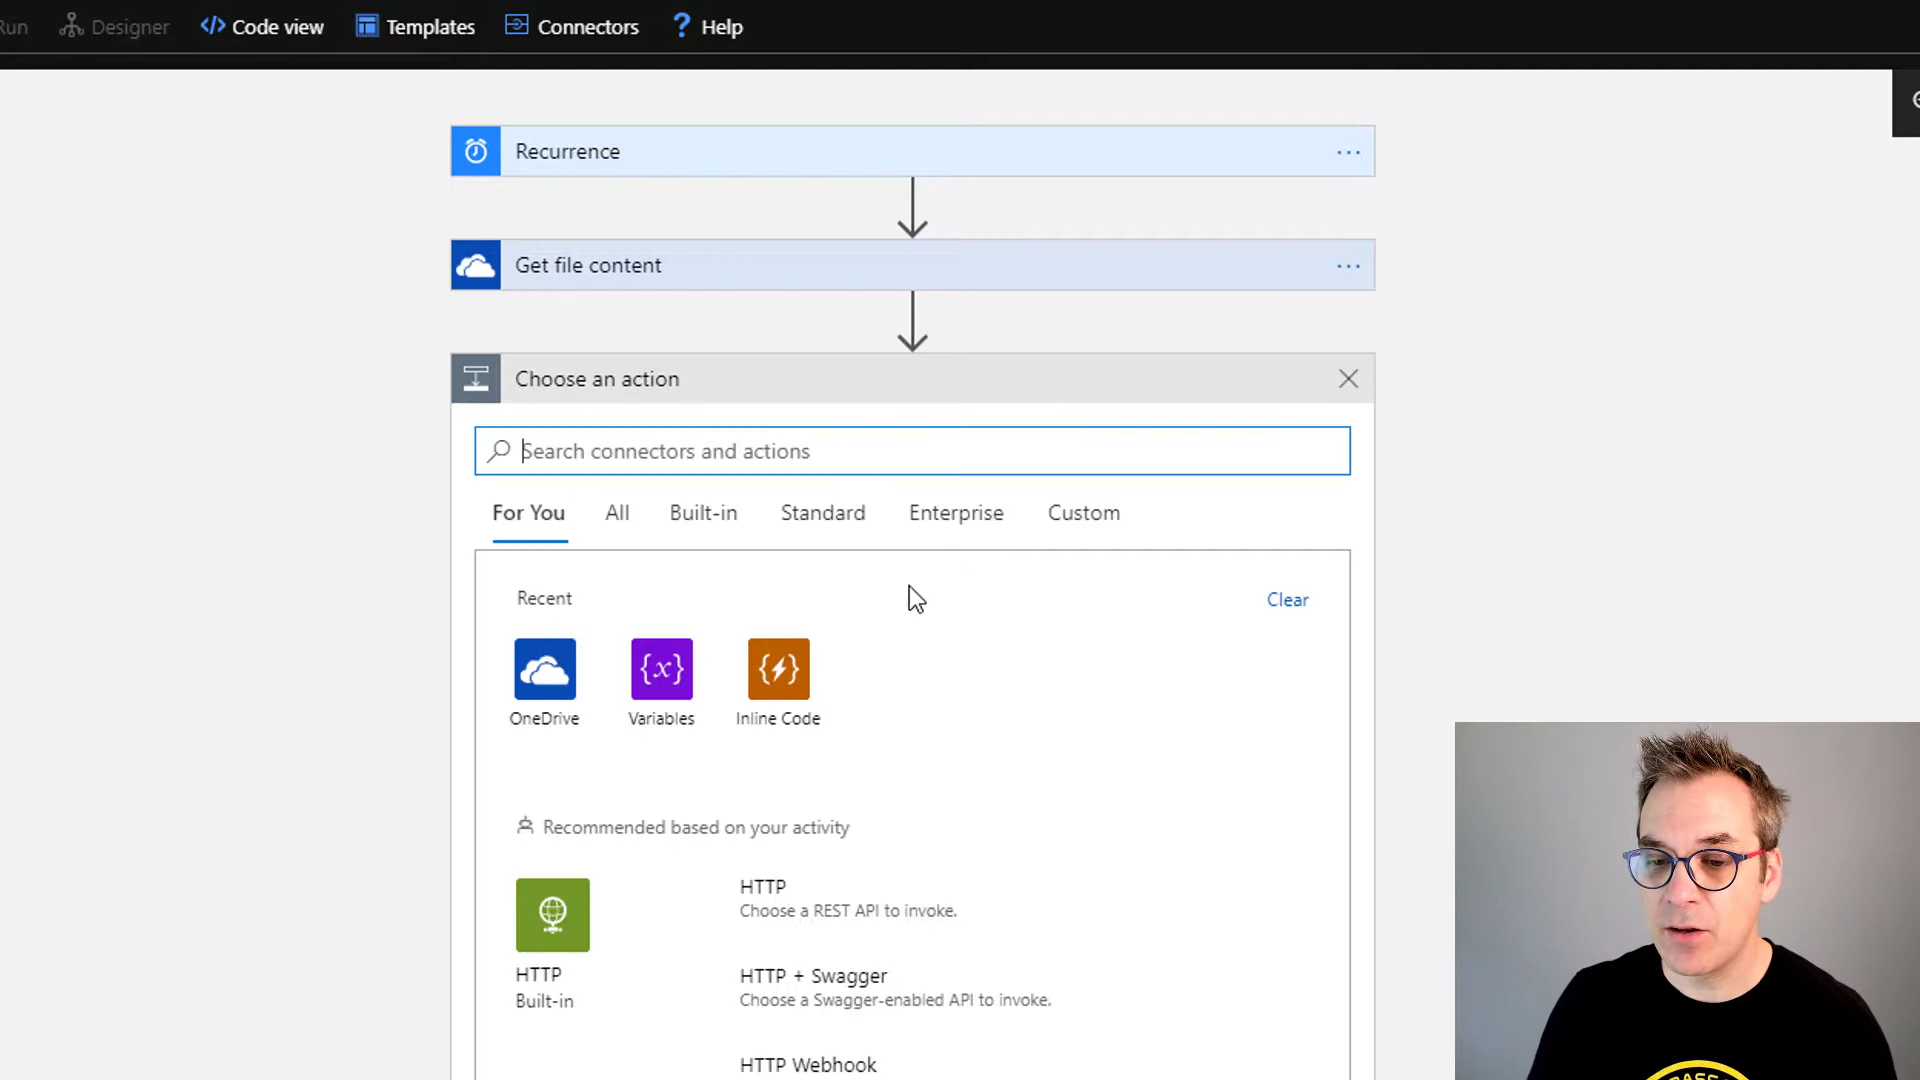 Run Designer Code view Templates Connectors ? Help
Recurrence
Get file content
Choose an action
Search connectors and actions
For You All Built-in Standard Enterprise Custom
Recent Clear
{x}
OneDrive Variables Inline Code
Recommended based on your activity
HTTP
Choose a REST API to invoke.
HTTP
Built-in
HTTP + Swagger
Choose a Swagger-enabled API to invoke.
HTTP Webhook